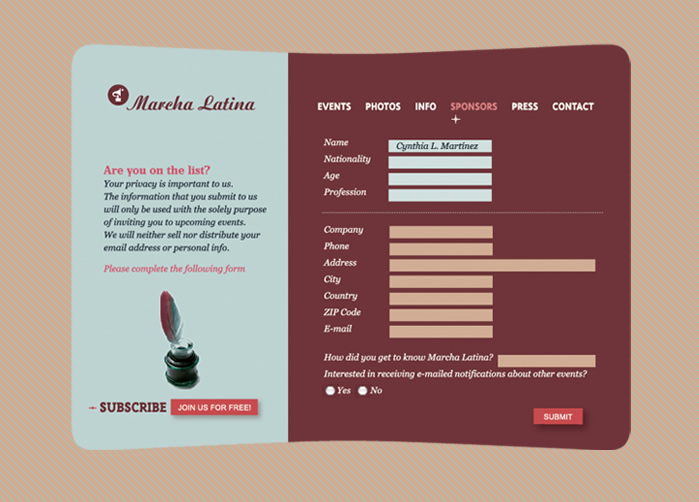 Marcha Latina
Are you on the list?
Your privacy is important to us.
The information that you submit to us
will only be used with the solely purpose
of inviting you to upcoming events.
We will neither sell nor distribute your
email address or personal info.
Please complete the following form
SUBSCRIBE JOIN US FOR FREE!
EVENTS PHOTOS INFO SPONSORS PRESS CONTACT
Name Cynthia L. Martinez
Nationality
Age
Profession
Company
Phone
Address
City
Country
ZIP Code
E-mail
How did you get to know Marcha Latina?
Interested in receiving e-mailed notifications about other events?
Yes No
SUBMIT